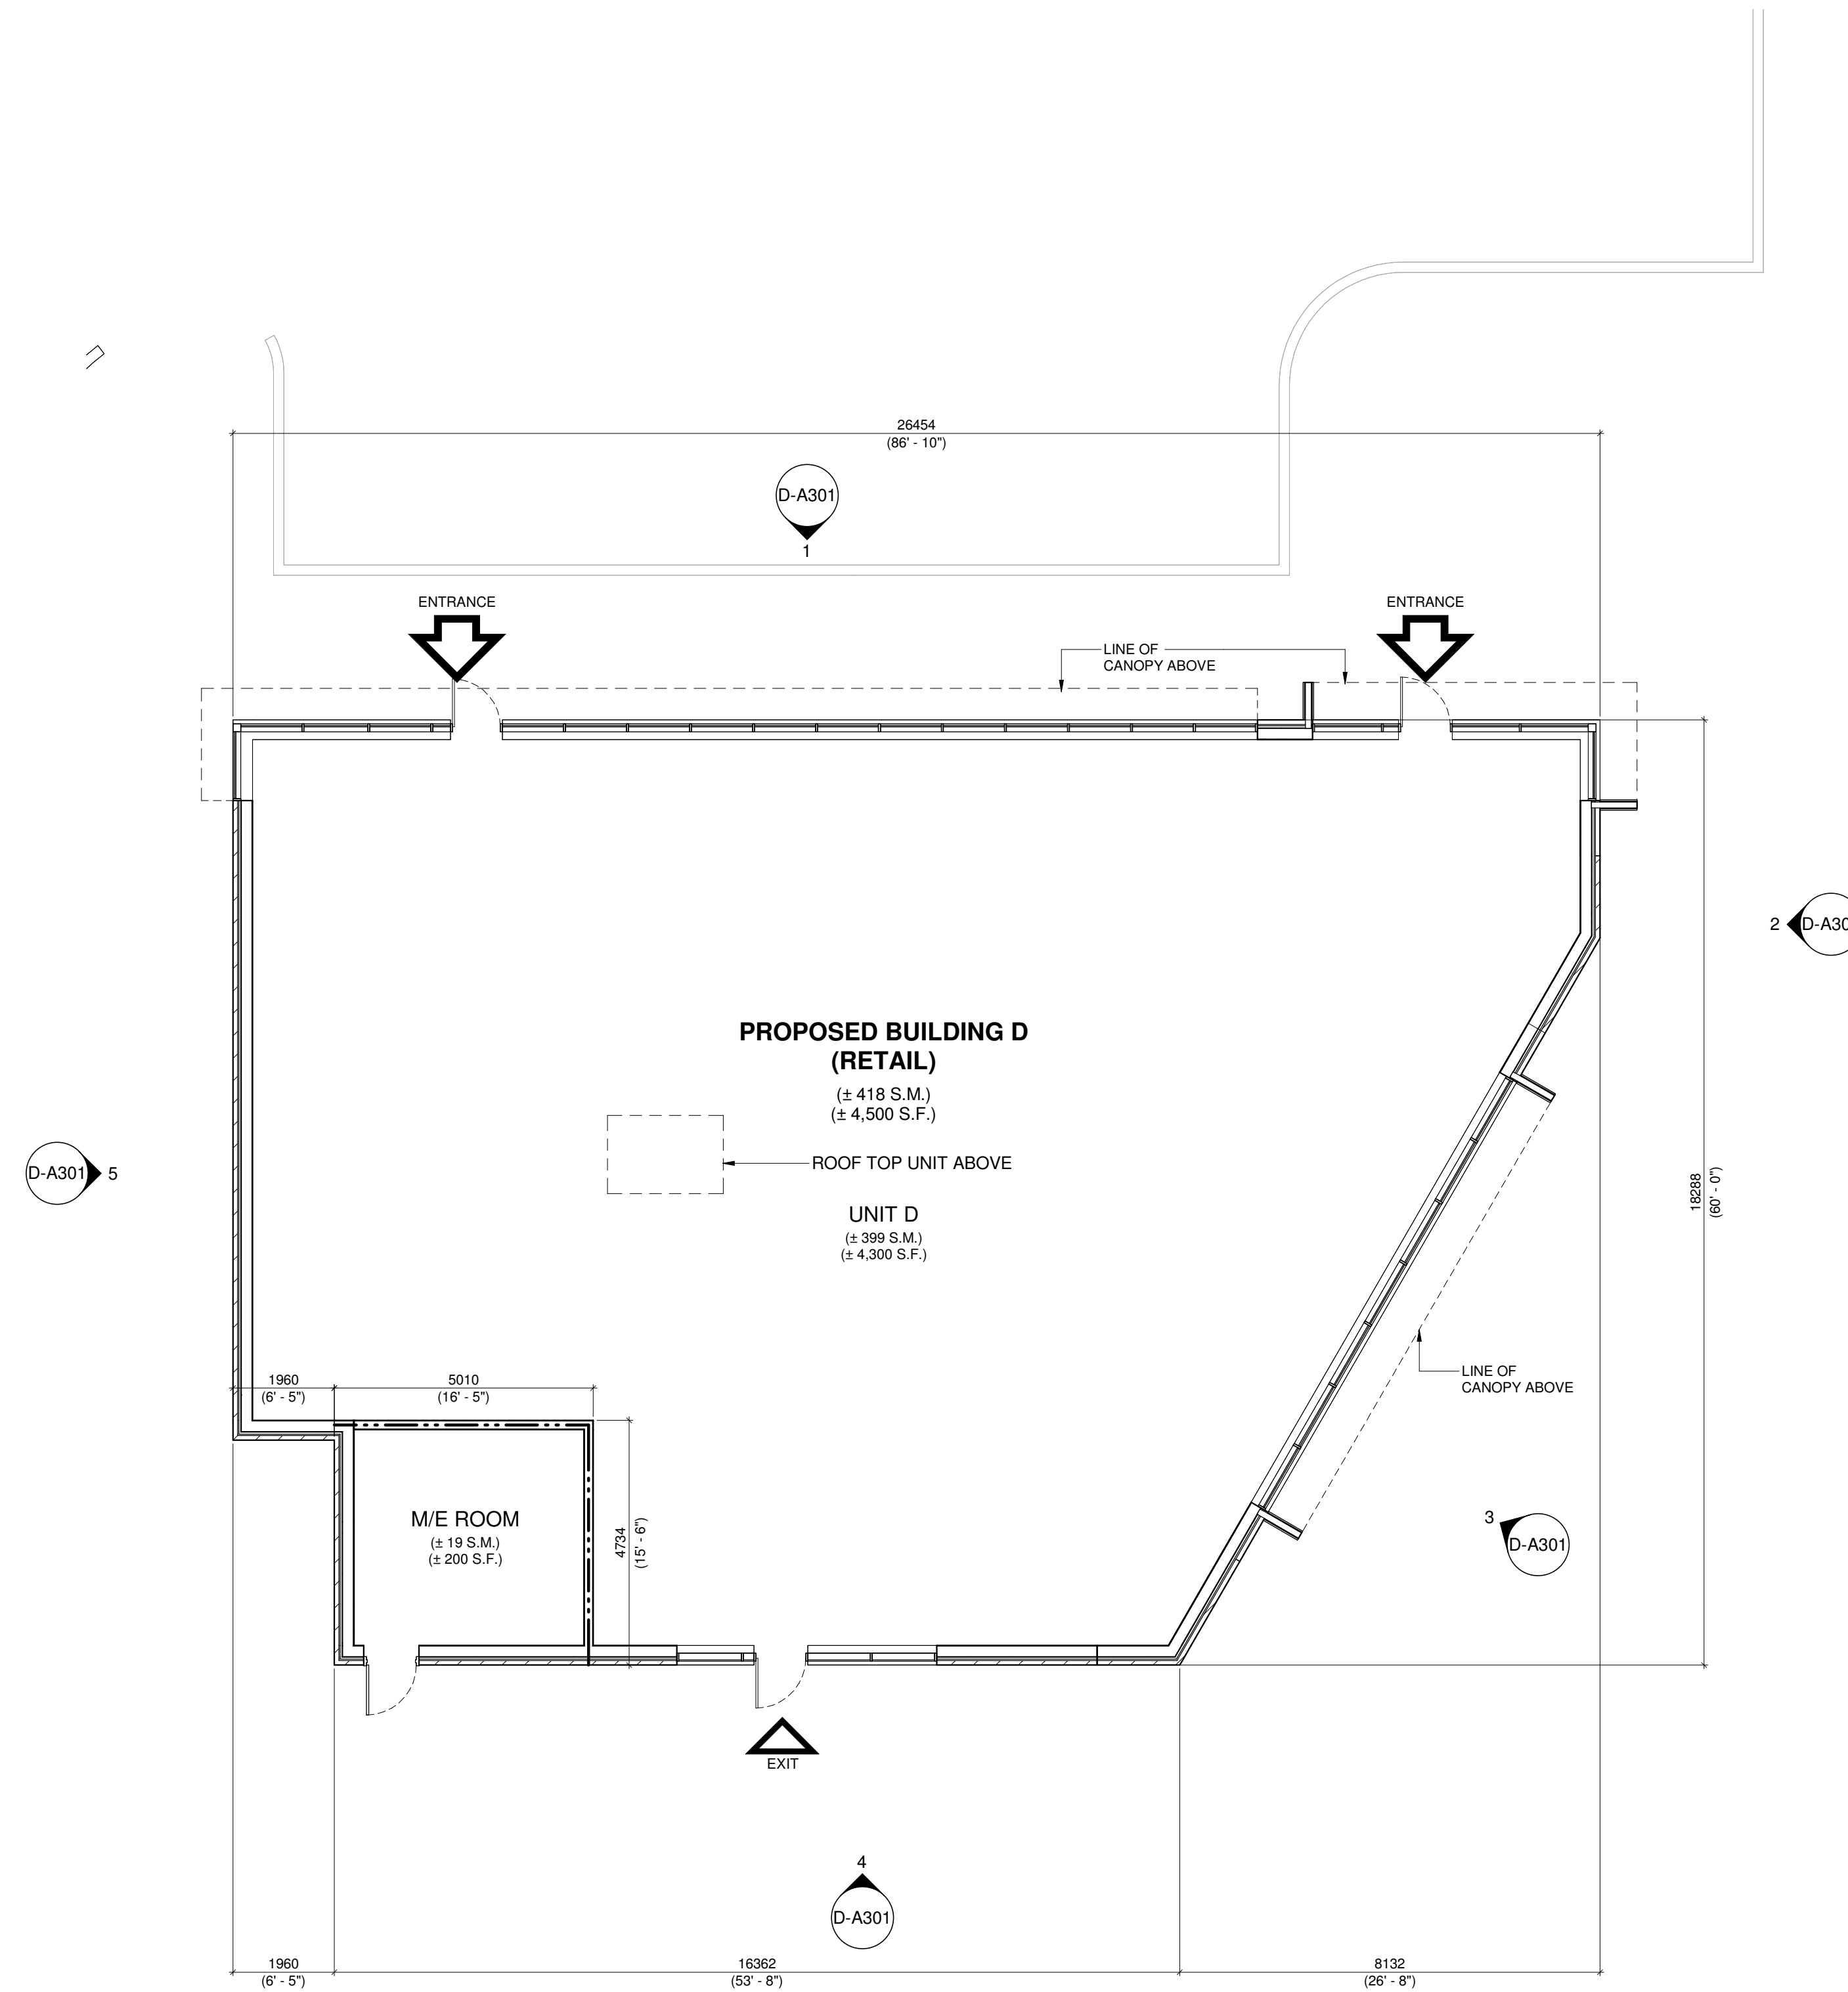 26454
(86' - 10")
D-A301
1
ENTRANCE
ENTRANCE
LINE OF
CANOPY ABOVE
2
D-A30
PROPOSED BUILDING D
(RETAIL)
(± 418 S.M.)
(± 4,500 S.F.)
ROOF TOP UNIT ABOVE
D-A301
5
18288
(60' - 0")
UNIT D
(± 399 S.M.)
(± 4,300 S.F.)
1960
(6' - 5")
5010
(16' - 5")
LINE OF
CANOPY ABOVE
M/E ROOM
(± 19 S.M.)
(± 200 S.F.)
4734
(15' - 6")
3
D-A301
EXIT
4
D-A301
1960
(6' - 5")
16362
(53' - 8")
8132
(26' - 8")